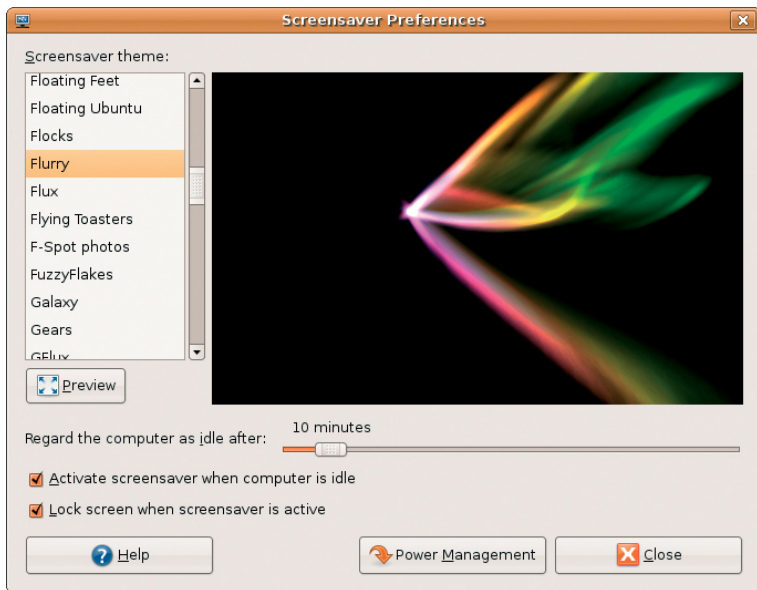 Screensaver Preferences
Screensaver theme:
Floating Feet
Floating Ubuntu
Flocks
Flurry
Flux
Flying Toasters
F-Spot photos
FuzzyFlakes
Galaxy
Gears
GFlux
Preview
10 minutes
Regard the computer as idle after:
Activate screensaver when computer is idle
Lock screen when screensaver is active
Help
Power Management
Close